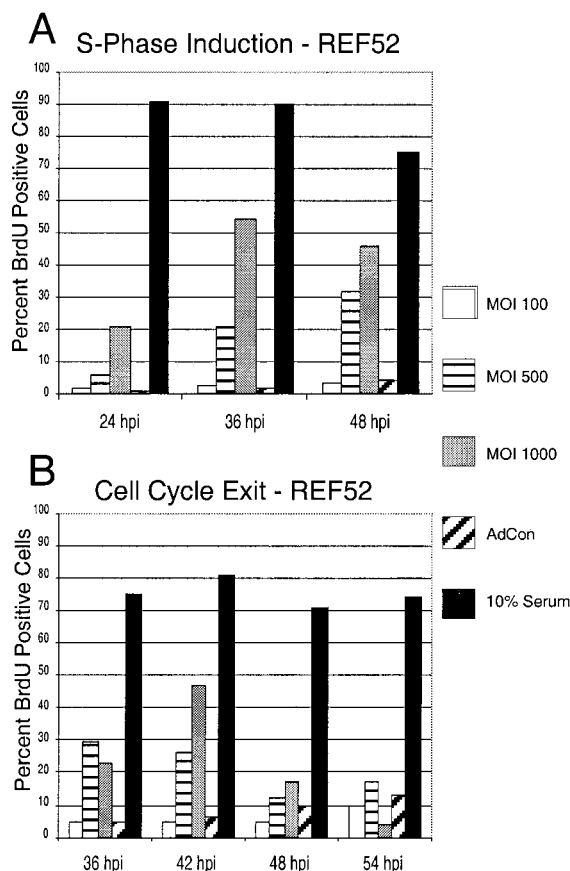 A
S-Phase Induction - REF52
Percent BrdU Positive Cells
100
90
80
70
60
50
40
30
20
10
0
24 hpi
36 hpi
48 hpi
MOI 100
MOI 500
MOI 1000
AdCon
10% Serum
B
Cell Cycle Exit - REF52
Percent BrdU Positive Cells
100
90
80
70
60
50
40
30
20
10
0
36 hpi
42 hpi
48 hpi
54 hpi